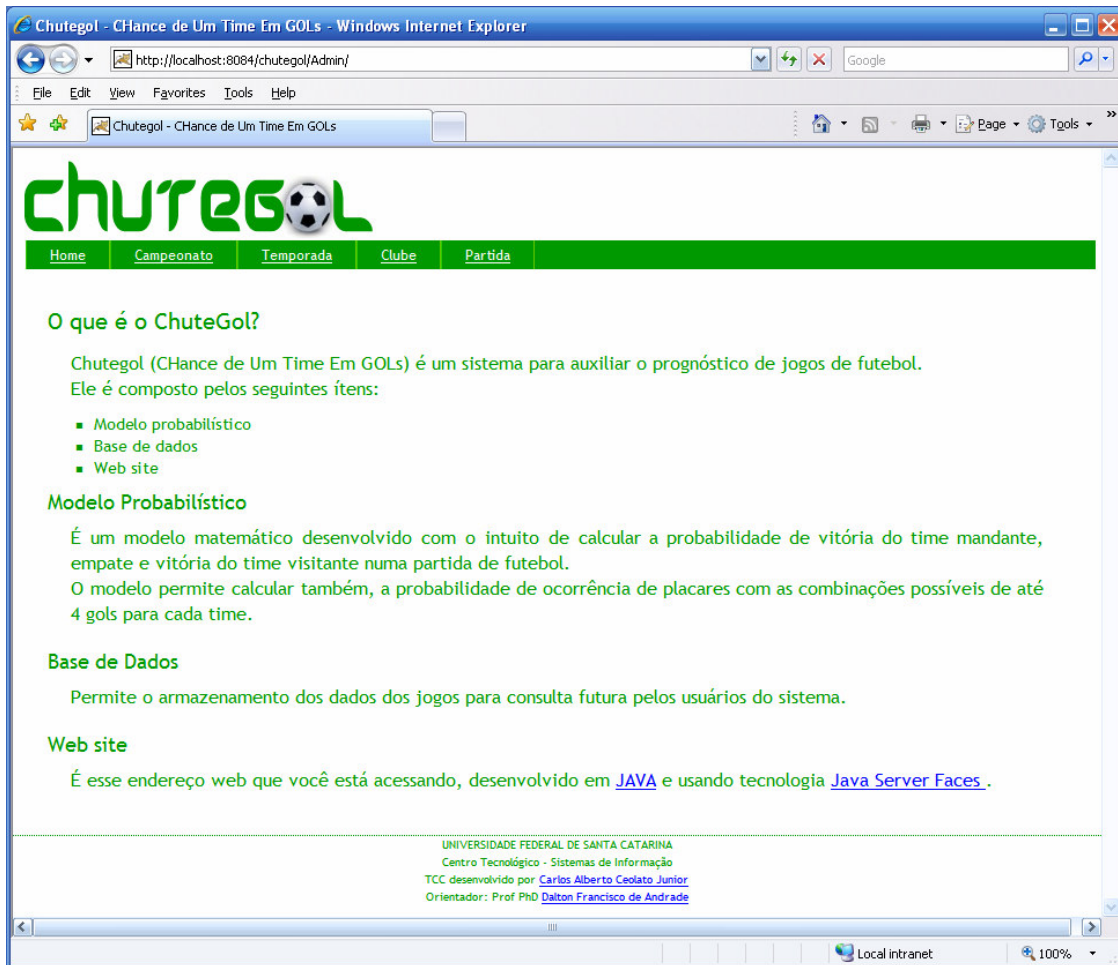 Chutegol - CHance de Um Time Em GOLs - Windows Internet Explorer
http://localhost:8084/chutegol/Admin/
Google
File Edit View Favorites Tools Help
Chutegol - CHance de Um Time Em GOLs
Page Tools »
chutegol
Home Campeonato Temporada Clube Partida
O que é o ChuteGol?
Chutegol (CHance de Um Time Em GOLs) é um sistema para auxiliar o prognóstico de jogos de futebol.
Ele é composto pelos seguintes ítens:
Modelo probabilístico
Base de dados
Web site
Modelo Probabilístico
É um modelo matemático desenvolvido com o intuito de calcular a probabilidade de vitória do time mandante,
empate e vitória do time visitante numa partida de futebol.
O modelo permite calcular também, a probabilidade de ocorrência de placares com as combinações possíveis de até
4 gols para cada time.
Base de Dados
Permite o armazenamento dos dados dos jogos para consulta futura pelos usuários do sistema.
Web site
É esse endereço web que você está acessando, desenvolvido em JAVA e usando tecnologia Java Server Faces .
UNIVERSIDADE FEDERAL DE SANTA CATARINA
Centro Tecnológico - Sistemas de Informação
TCC desenvolvido por Carlos Alberto Ceolato Junior
Orientador: Prof PhD Dalton Francisco de Andrade
Local intranet 100%